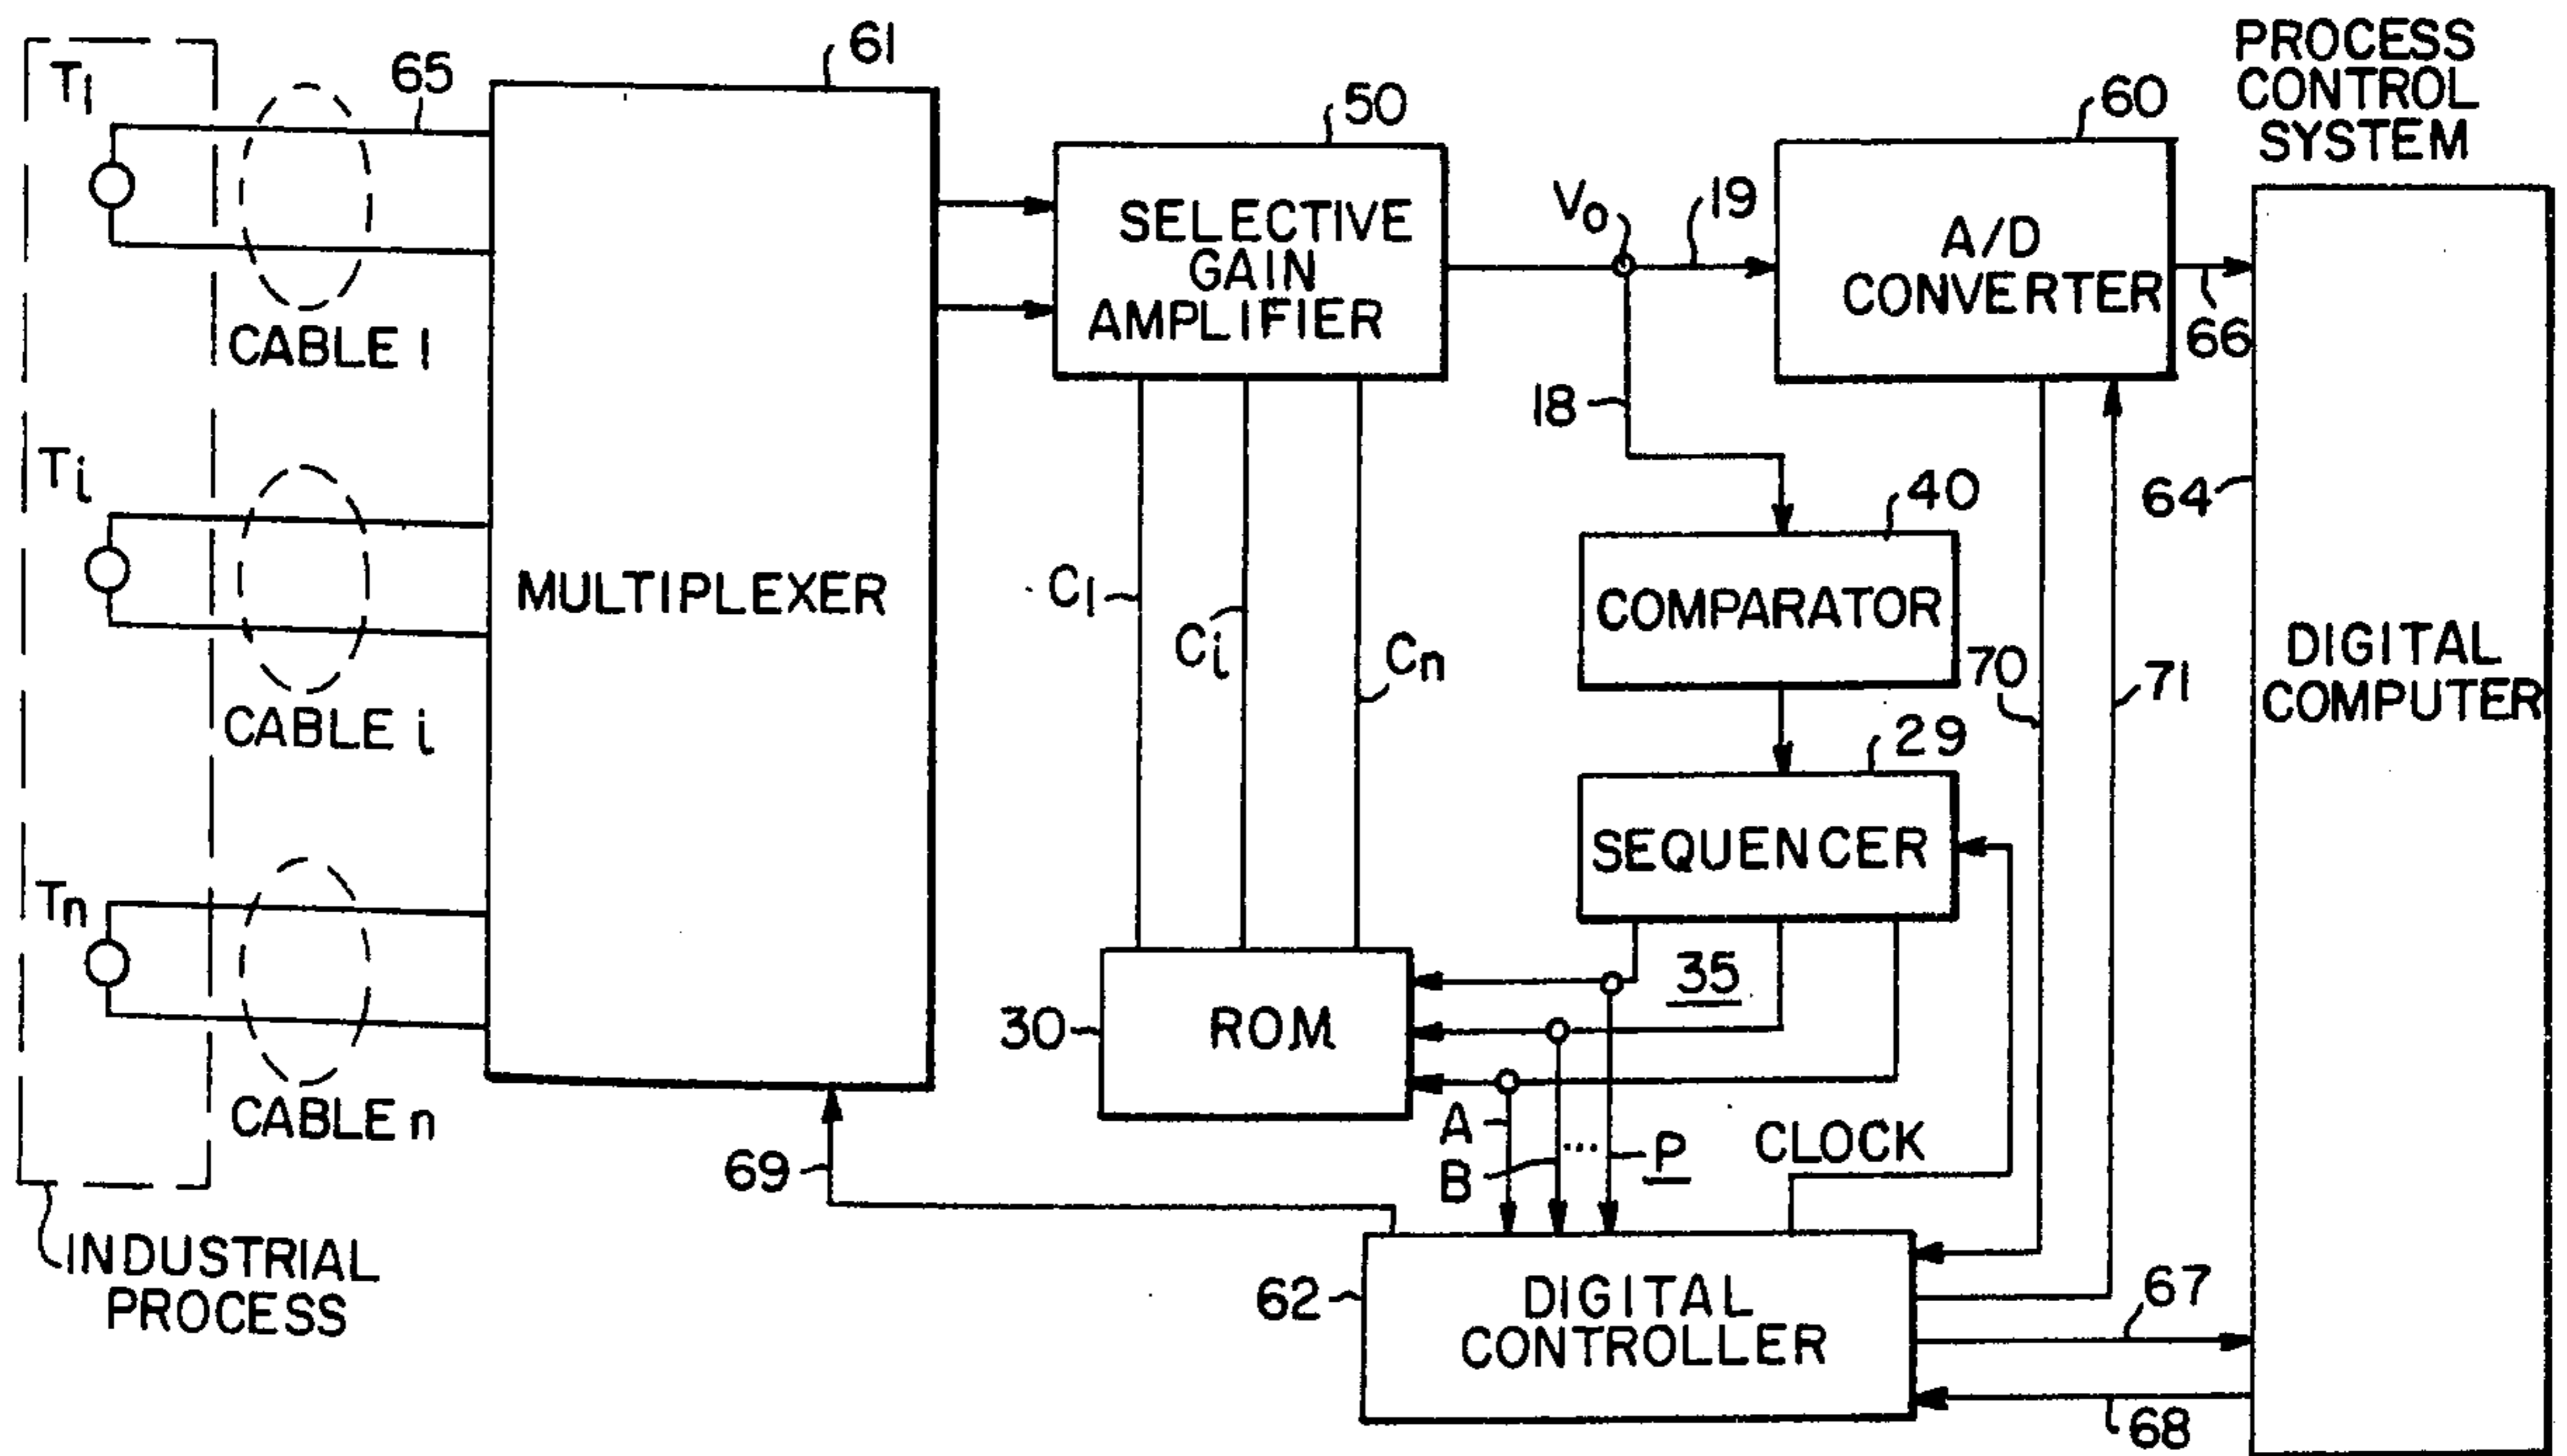 PROCESS
CONTROL
SYSTEM
T1
65
61
50
60
SELECTIVE
GAIN
AMPLIFIER
Vo
19
A/D
CONVERTER
66
CABLE 1
18
Ti
40
64
MULTIPLEXER
C1
Ci
Cn
COMPARATOR
70
71
DIGITAL
COMPUTER
CABLE i
29
SEQUENCER
Tn
35
30
ROM
CABLE n
69
A
B
...
P
CLOCK
INDUSTRIAL
PROCESS
62
DIGITAL
CONTROLLER
67
68